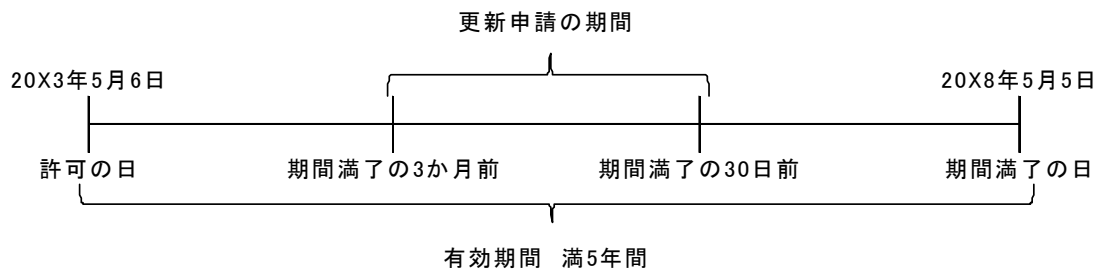 更新申請の期間
20X3年5月6日
20X8年5月5日
許可の日
期間満了の3か月前
期間満了の30日前
期間満了の日
有効期間 満5年間